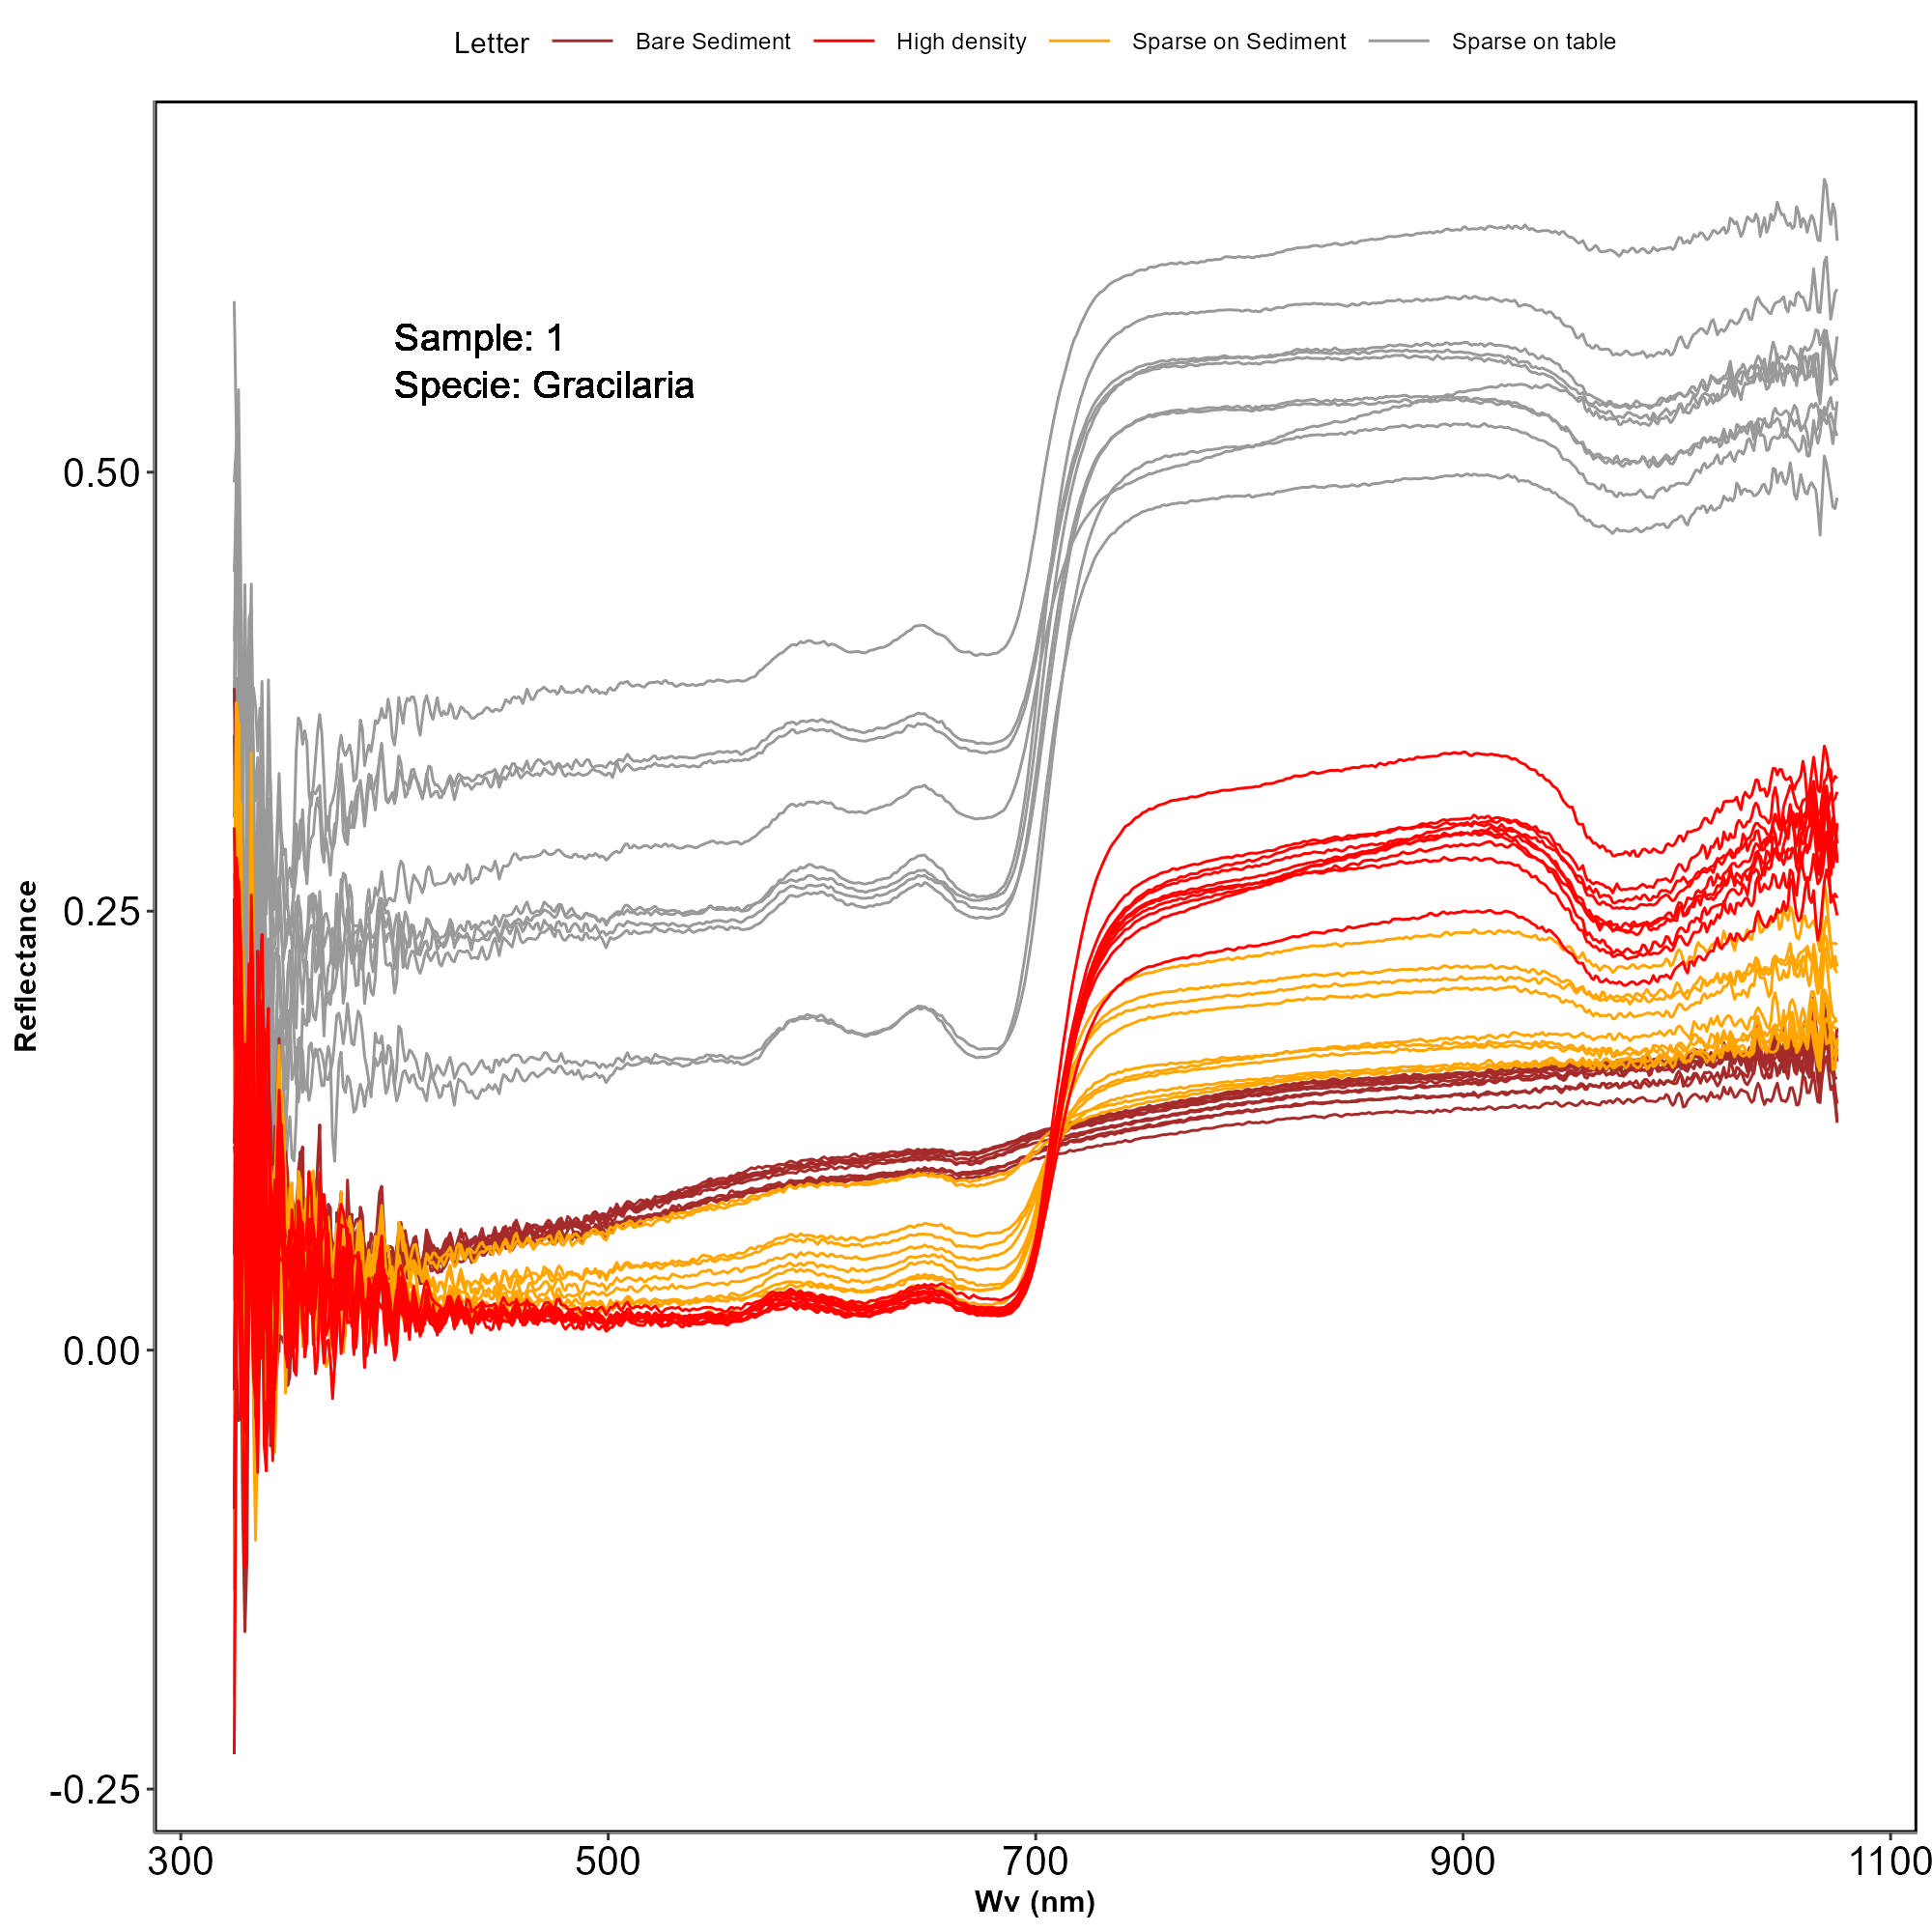 Letter Bare Sediment High density Sparse on Sediment Sparse on table
Sample: 1
Specie: Gracilaria
0.50
0.25
0.00
-0.25
Reflectance
300 500 700 900 1100
Wv (nm)